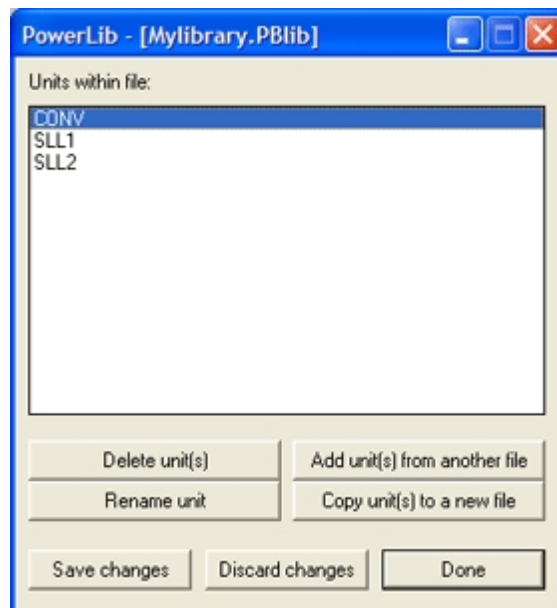 PowerLib - [Mylibrary.PBlib]
Units within file:
CONV
SLL1
SLL2
Delete unit(s) Add unit(s) from another file
Rename unit Copy unit(s) to a new file
Save changes Discard changes Done